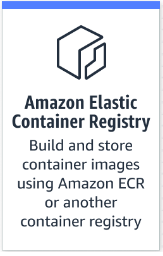 Amazon Elastic
Container Registry
Build and store
container images
using Amazon ECR
or another
container registry